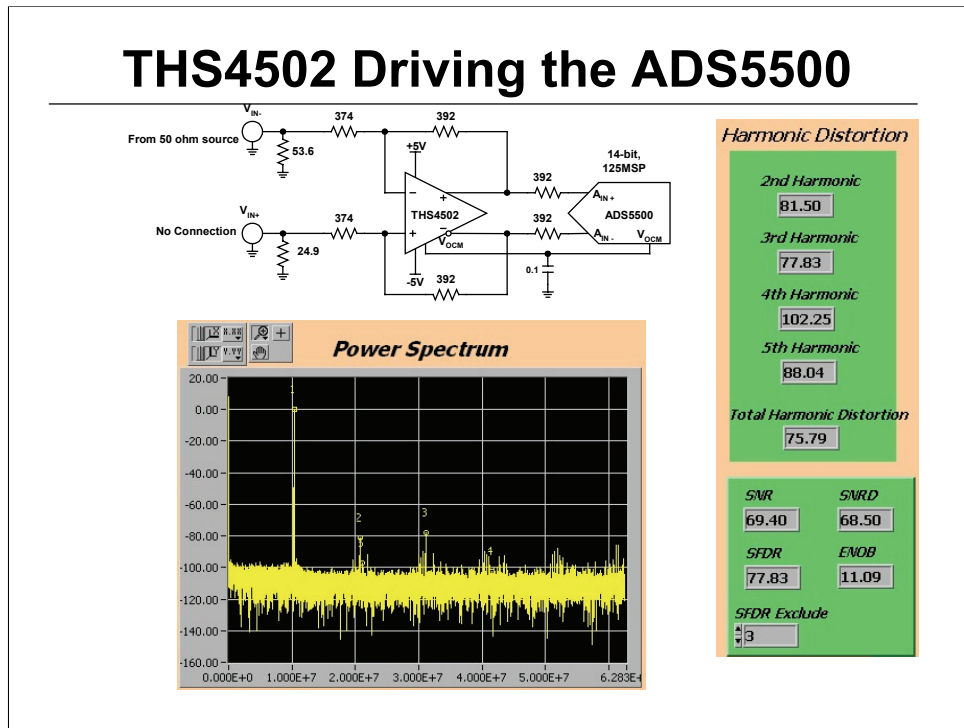 THS4502 Driving the ADS5500
VIN-
From 50 ohm source
53.6
374
392
+5V
THS4502
VOCM
-5V
VIN+
No Connection
24.9
374
392
392
392
0.1
14-bit,
125MSP
AIN +
ADS5500
AIN -
VOCM
Harmonic Distortion
2nd Harmonic
81.50
3rd Harmonic
77.83
4th Harmonic
102.25
5th Harmonic
88.04
Total Harmonic Distortion
75.79
SNR
SNRD
69.40
68.50
SFDR
ENOB
77.83
11.09
SFDR Exclude
3
Power Spectrum
X X.XX
Y Y.YY
20.00
0.00
-20.00
-40.00
-60.00
-80.00
-100.00
-120.00
-140.00
-160.00
1
2
5
3
4
0.000E+0 1.000E+7 2.000E+7 3.000E+7 4.000E+7 5.000E+7 6.283E+